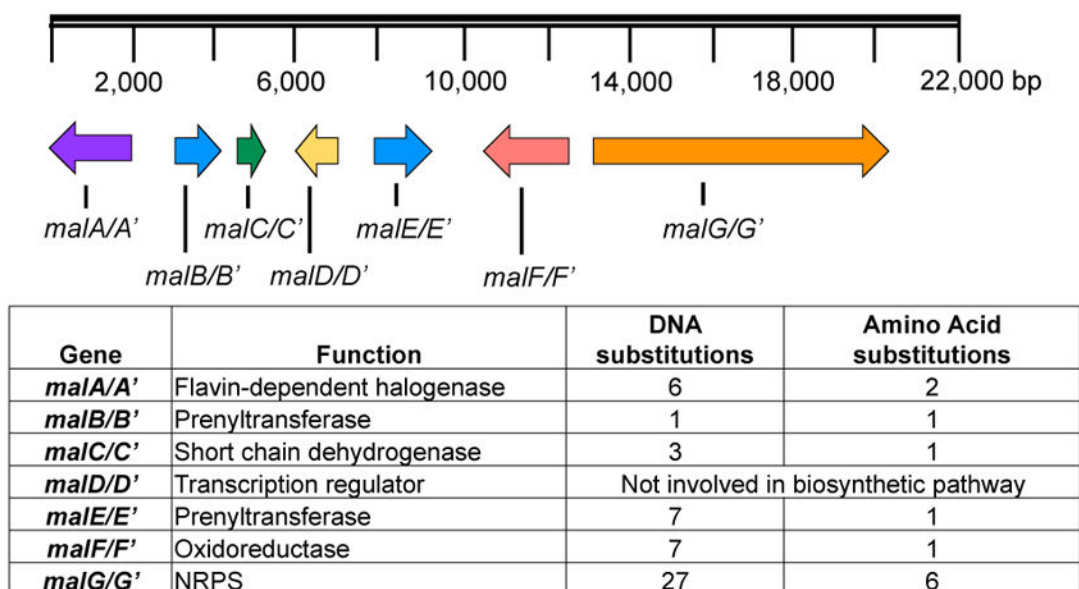 2,000 6,000 10,000 14,000 18,000 22,000 bp
malA/A’ malC/C’ malE/E’ malG/G’
malB/B’ malD/D’ malF/F’
DNA Amino Acid
Gene Function substitutions substitutions
malA/A’ Flavin-dependent halogenase 6 2
malB/B’ Prenyltransferase 1 1
malC/C’ Short chain dehydrogenase 3 1
malD/D’ Transcription regulator Not involved in biosynthetic pathway
malE/E’ Prenyltransferase 7 1
malF/F’ Oxidoreductase 7 1
malG/G’ NRPS 27 6